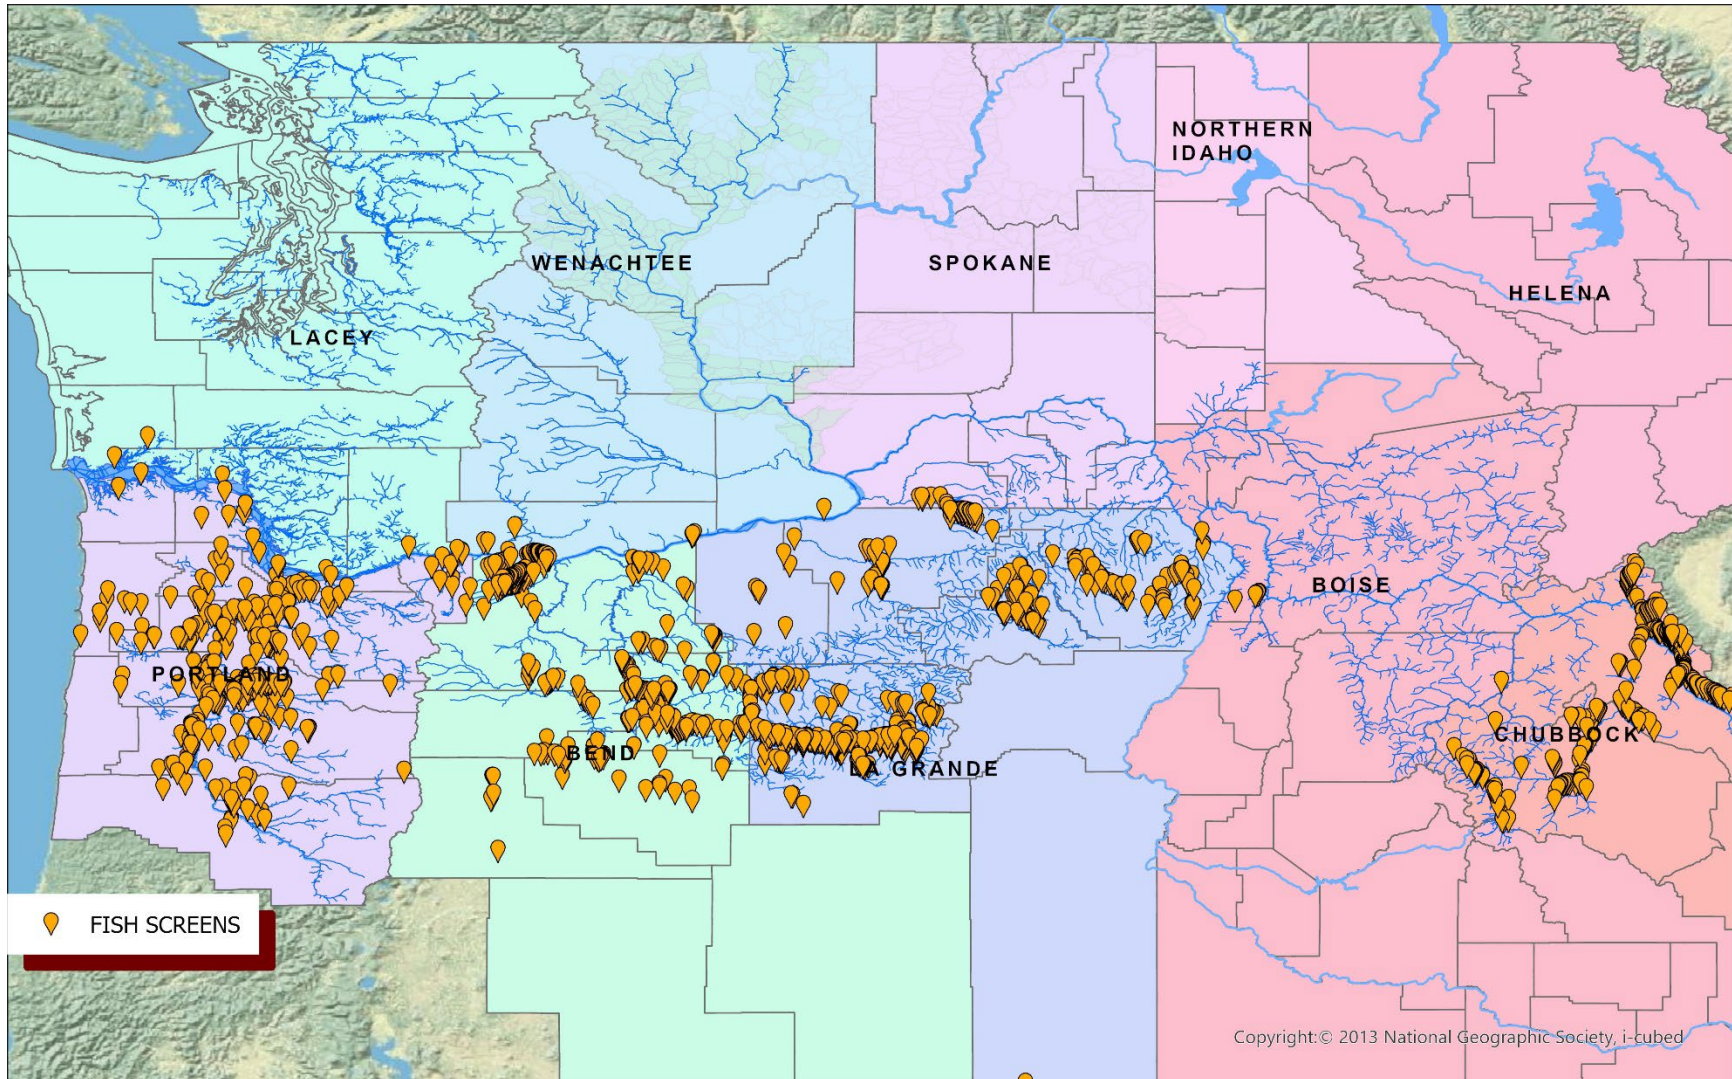 NORTHERN
IDAHO
WENACHTEE
SPOKANE
HELENA
LACEY
BOISE
PORTLAND
CHUBBOCK
BEND
LA GRANDE
FISH SCREENS
Copyright:© 2013 National Geographic Society, i-cubed